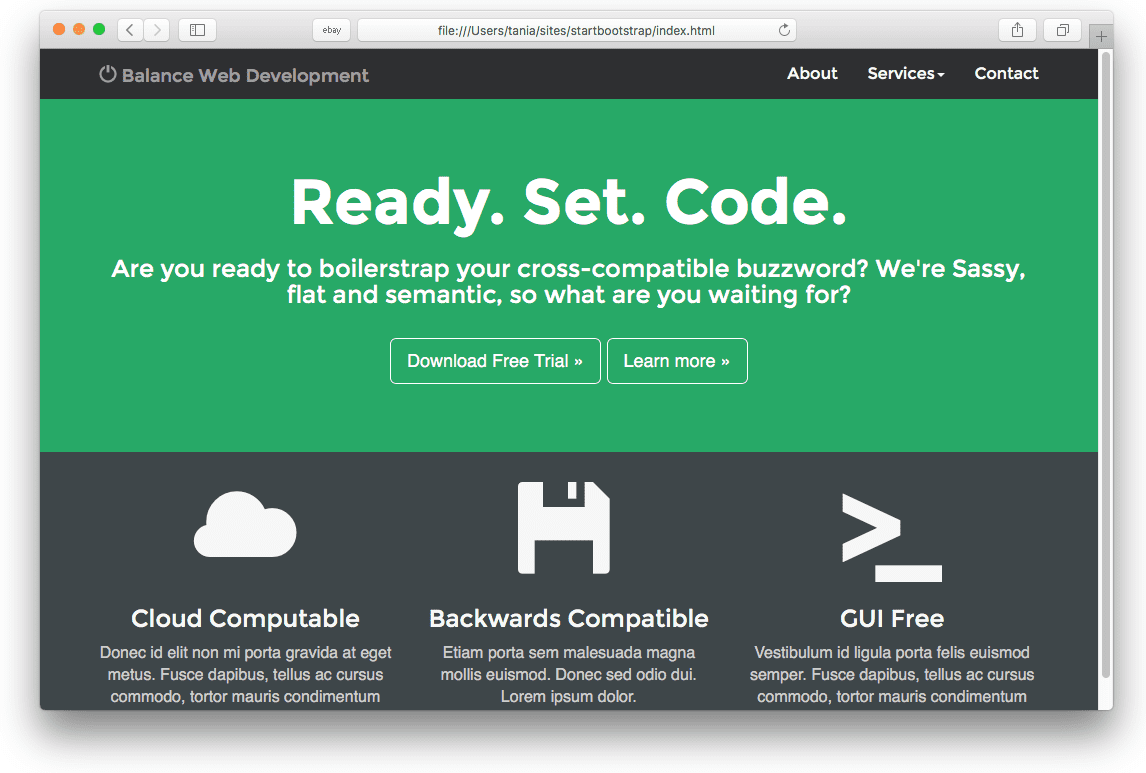 ebay
file:///Users/tania/sites/startbootstrap/index.html
Balance Web Development
About Services Contact
Ready. Set. Code.
Are you ready to boilerstrap your cross-compatible buzzword? We're Sassy,
flat and semantic, so what are you waiting for?
Download Free Trial » Learn more »
Cloud Computable
Donec id elit non mi porta gravida at eget
metus. Fusce dapibus, tellus ac cursus
commodo, tortor mauris condimentum
Backwards Compatible
Etiam porta sem malesuada magna
mollis euismod. Donec sed odio dui.
Lorem ipsum dolor.
GUI Free
Vestibulum id ligula porta felis euismod
semper. Fusce dapibus, tellus ac cursus
commodo, tortor mauris condimentum